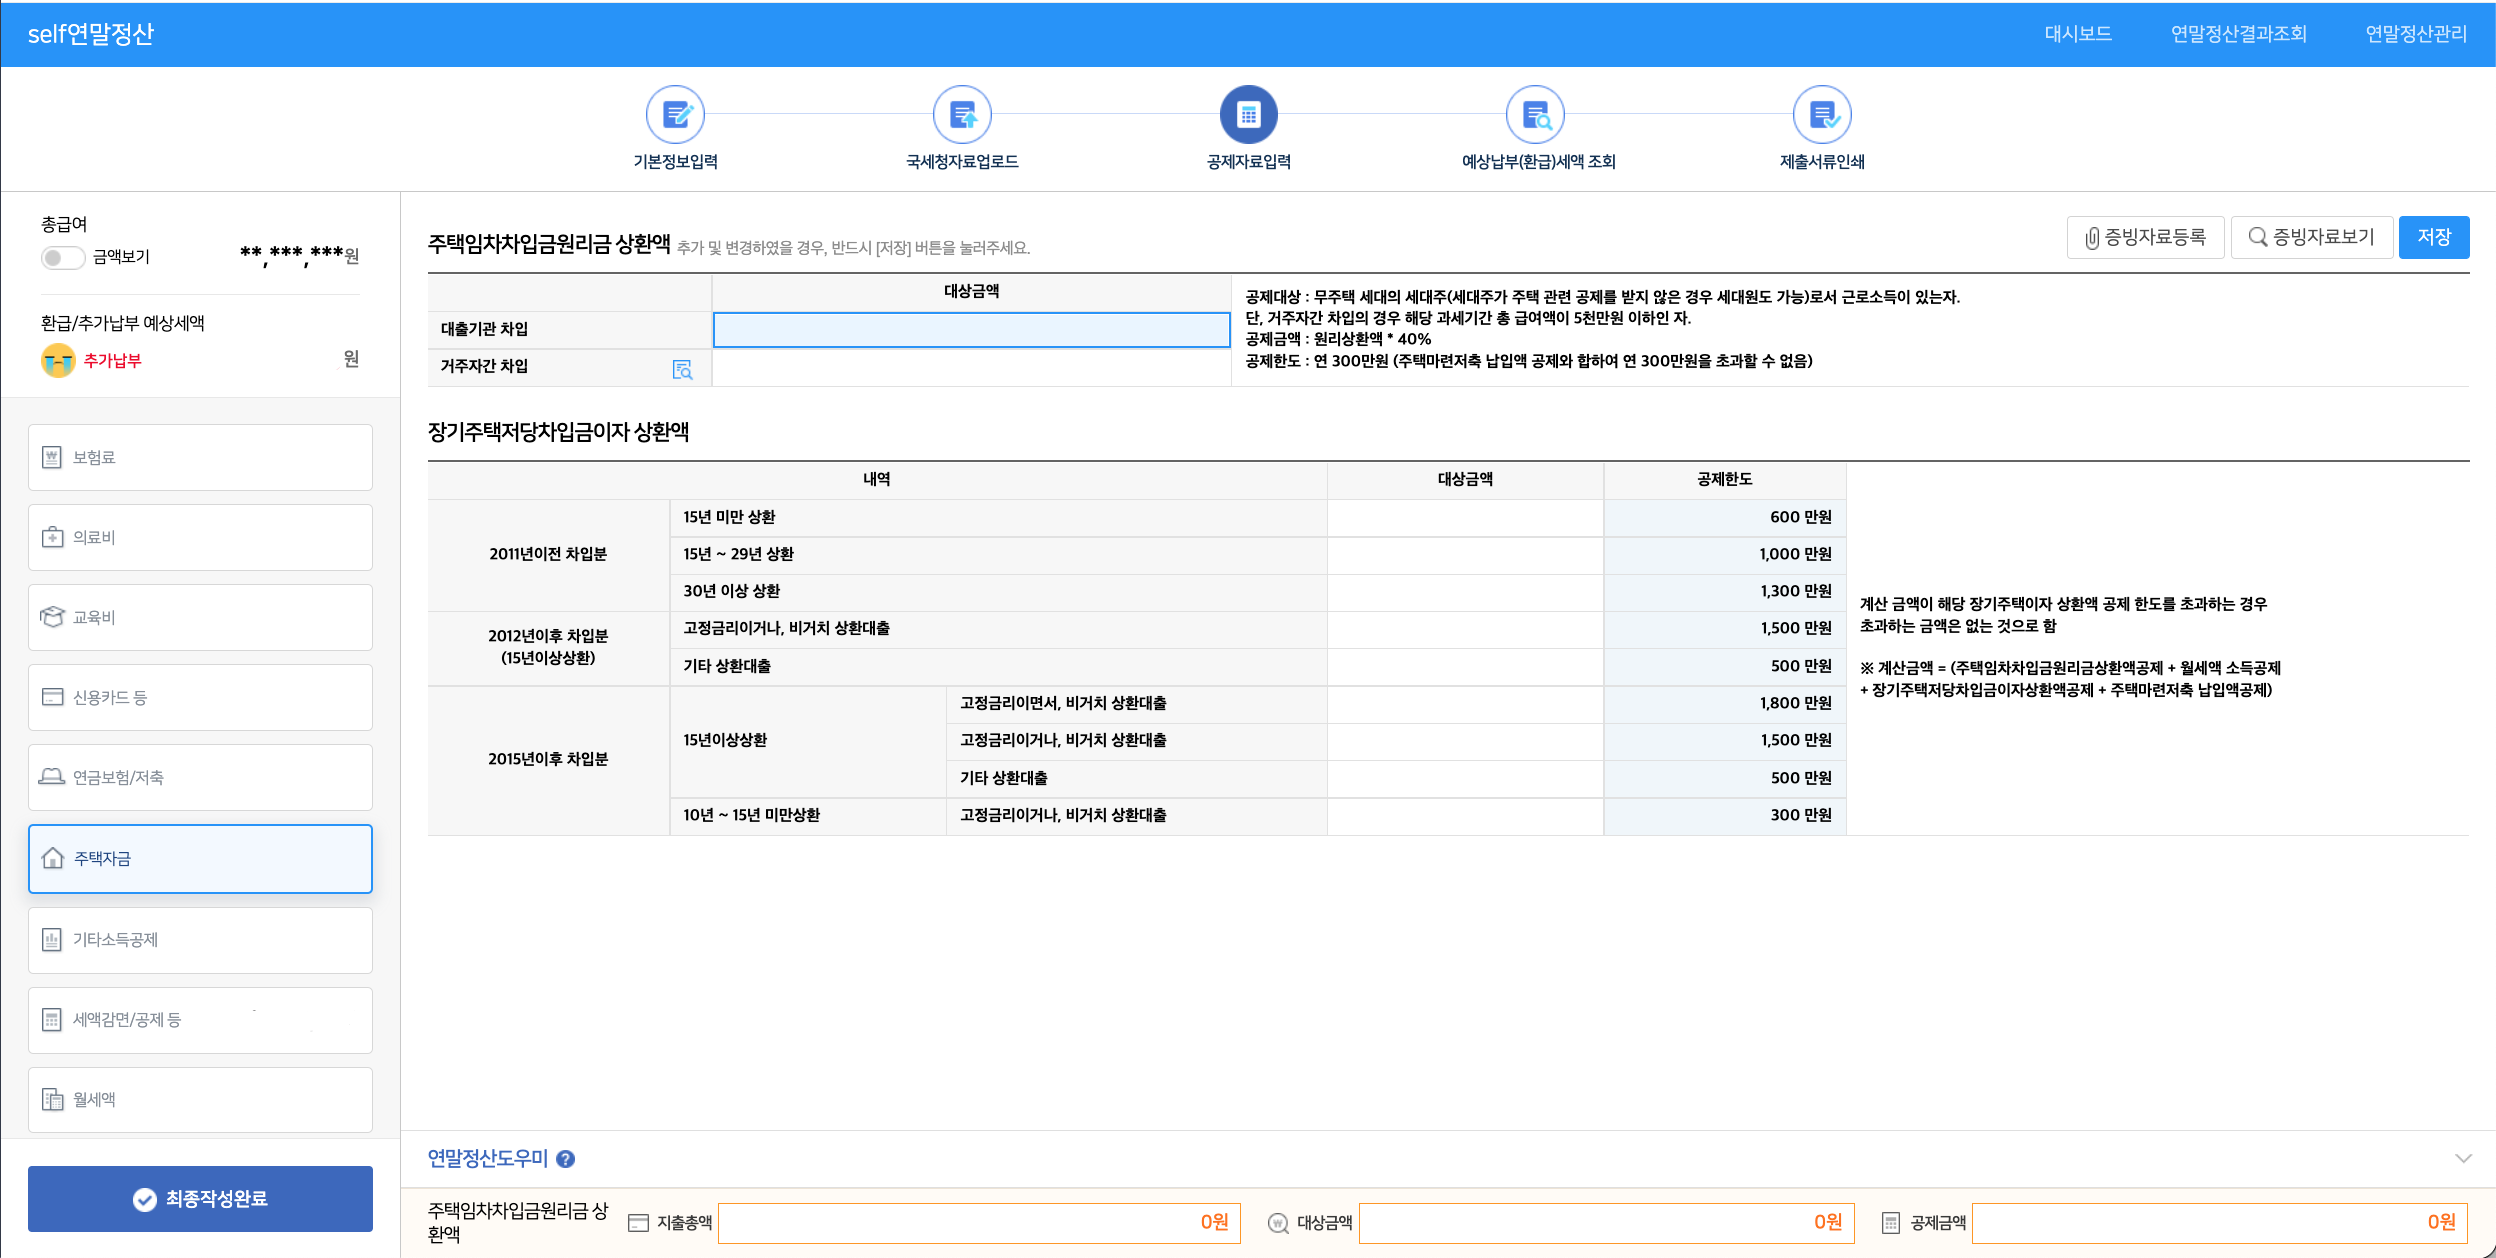 self연말정산
대시보드
연말정산결과조회
연말정산관리
기본정보입력
국세청자료업로드
공제자료입력
예상납부(환급)세액 조회
제출서류인쇄
총급여
금액보기
**,***,***원
환급/추가납부 예상세액
추가납부
원
보험료
의료비
교육비
신용카드 등
연금보험/저축
주택자금
기타소득공제
세액감면/공제 등
월세액
최종작성완료
주택임차차입금원리금 상환액 추가 및 변경하였을 경우, 반드시 [저장] 버튼을 눌러주세요.
증빙자료등록
증빙자료보기
저장
대상금액
대출기관 차입
거주자간 차입
공제대상 : 무주택 세대의 세대주(세대주가 주택 관련 공제를 받지 않은 경우 세대원도 가능)로서 근로소득이 있는자.
단, 거주자간 차입의 경우 해당 과세기간 총 급여액이 5천만원 이하인 자.
공제금액 : 원리상환액 * 40%
공제한도 : 연 300만원 (주택마련저축 납입액 공제와 합하여 연 300만원을 초과할 수 없음)
장기주택저당차입금이자 상환액
내역
대상금액
공제한도
2011년이전 차입분
15년 미만 상환
600 만원
15년 ~ 29년 상환
1,000 만원
30년 이상 상환
1,300 만원
2012년이후 차입분
(15년이상상환)
고정금리이거나, 비거치 상환대출
1,500 만원
기타 상환대출
500 만원
2015년이후 차입분
15년이상상환
고정금리이면서, 비거치 상환대출
1,800 만원
고정금리이거나, 비거치 상환대출
1,500 만원
기타 상환대출
500 만원
10년 ~ 15년 미만상환
고정금리이거나, 비거치 상환대출
300 만원
계산 금액이 해당 장기주택이자 상환액 공제 한도를 초과하는 경우
초과하는 금액은 없는 것으로 함
※ 계산금액 = (주택임차차입금원리금상환액공제 + 월세액 소득공제
+ 장기주택저당차입금이자상환액공제 + 주택마련저축 납입액공제)
연말정산도우미 ?
주택임차차입금원리금 상
환액
지출총액
0원
대상금액
0원
공제금액
0원